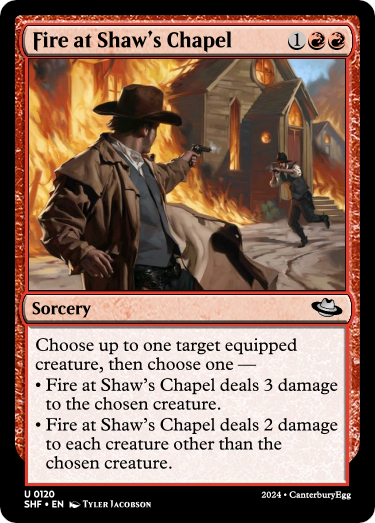 Fire at Shaw's Chapel 1
Sorcery
Choose up to one target equipped
creature, then choose one —
• Fire at Shaw's Chapel deals 3 damage
to the chosen creature.
• Fire at Shaw's Chapel deals 2 damage
to each creature other than the
chosen creature.
U 0120
SHF • EN Tyler Jacobson 2024 • CanterburyEgg